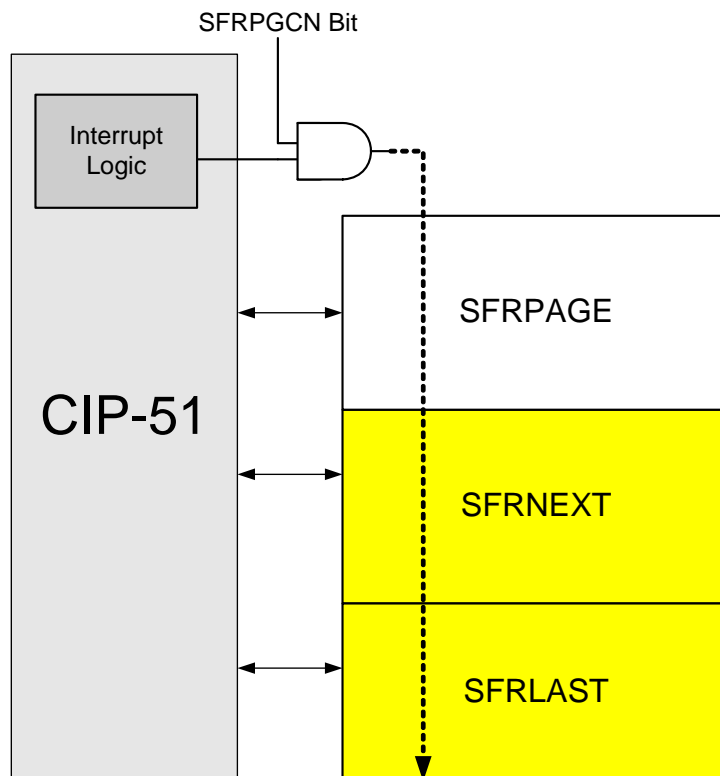 SFRPGCN Bit
Interrupt
Logic
SFRPAGE
CIP-51
SFRNEXT
SFRLAST